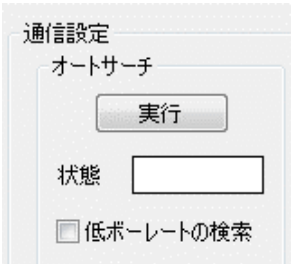 通信設定
オートサーチ
実行
状態
低ボーレートの検索